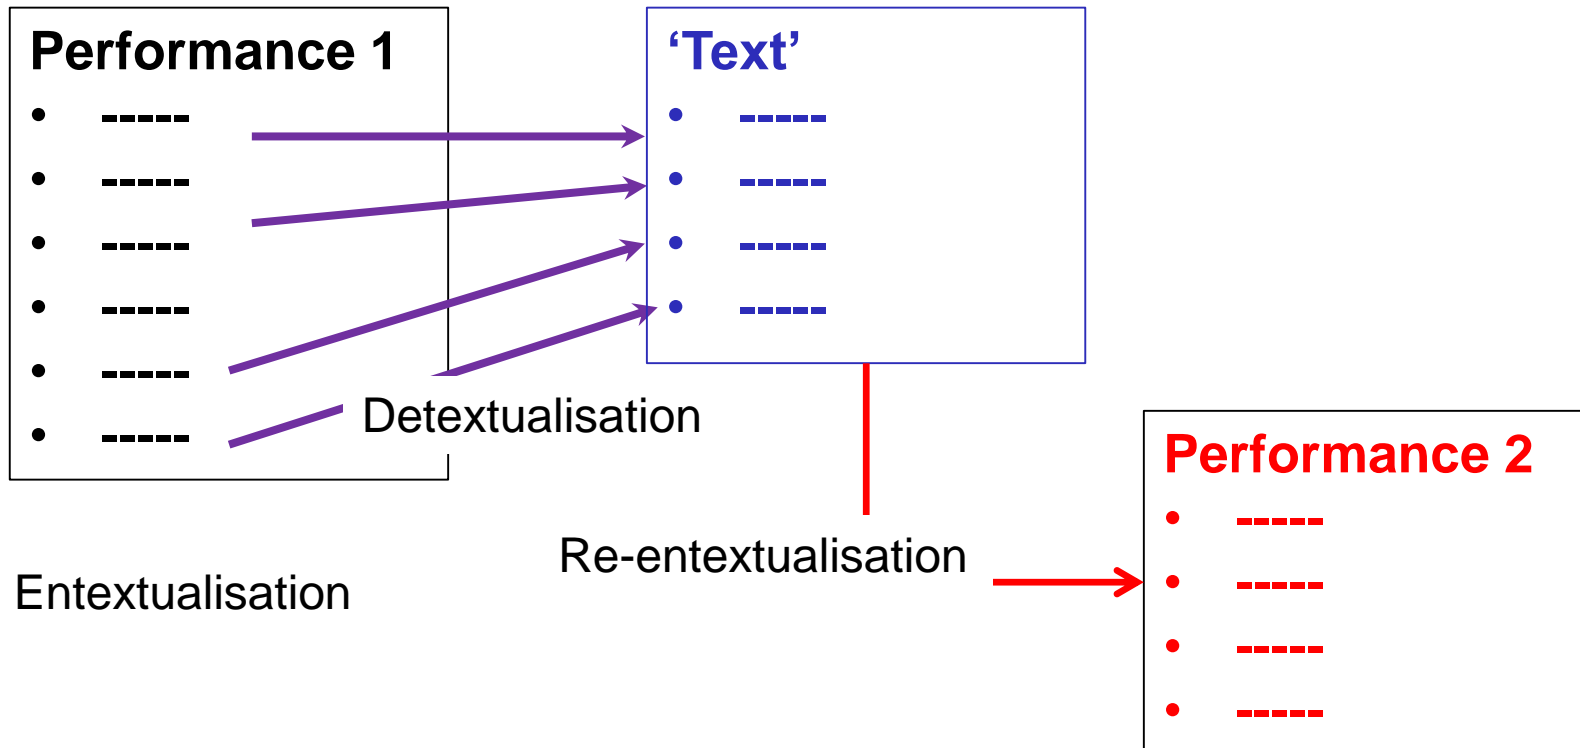 Performance 1
• -----
• -----
• -----
• -----
• -----
• -----
‘Text’
• -----
• -----
• -----
• -----
Detextualisation
Entextualisation
Re-entextualisation
Performance 2
• -----
• -----
• -----
• -----